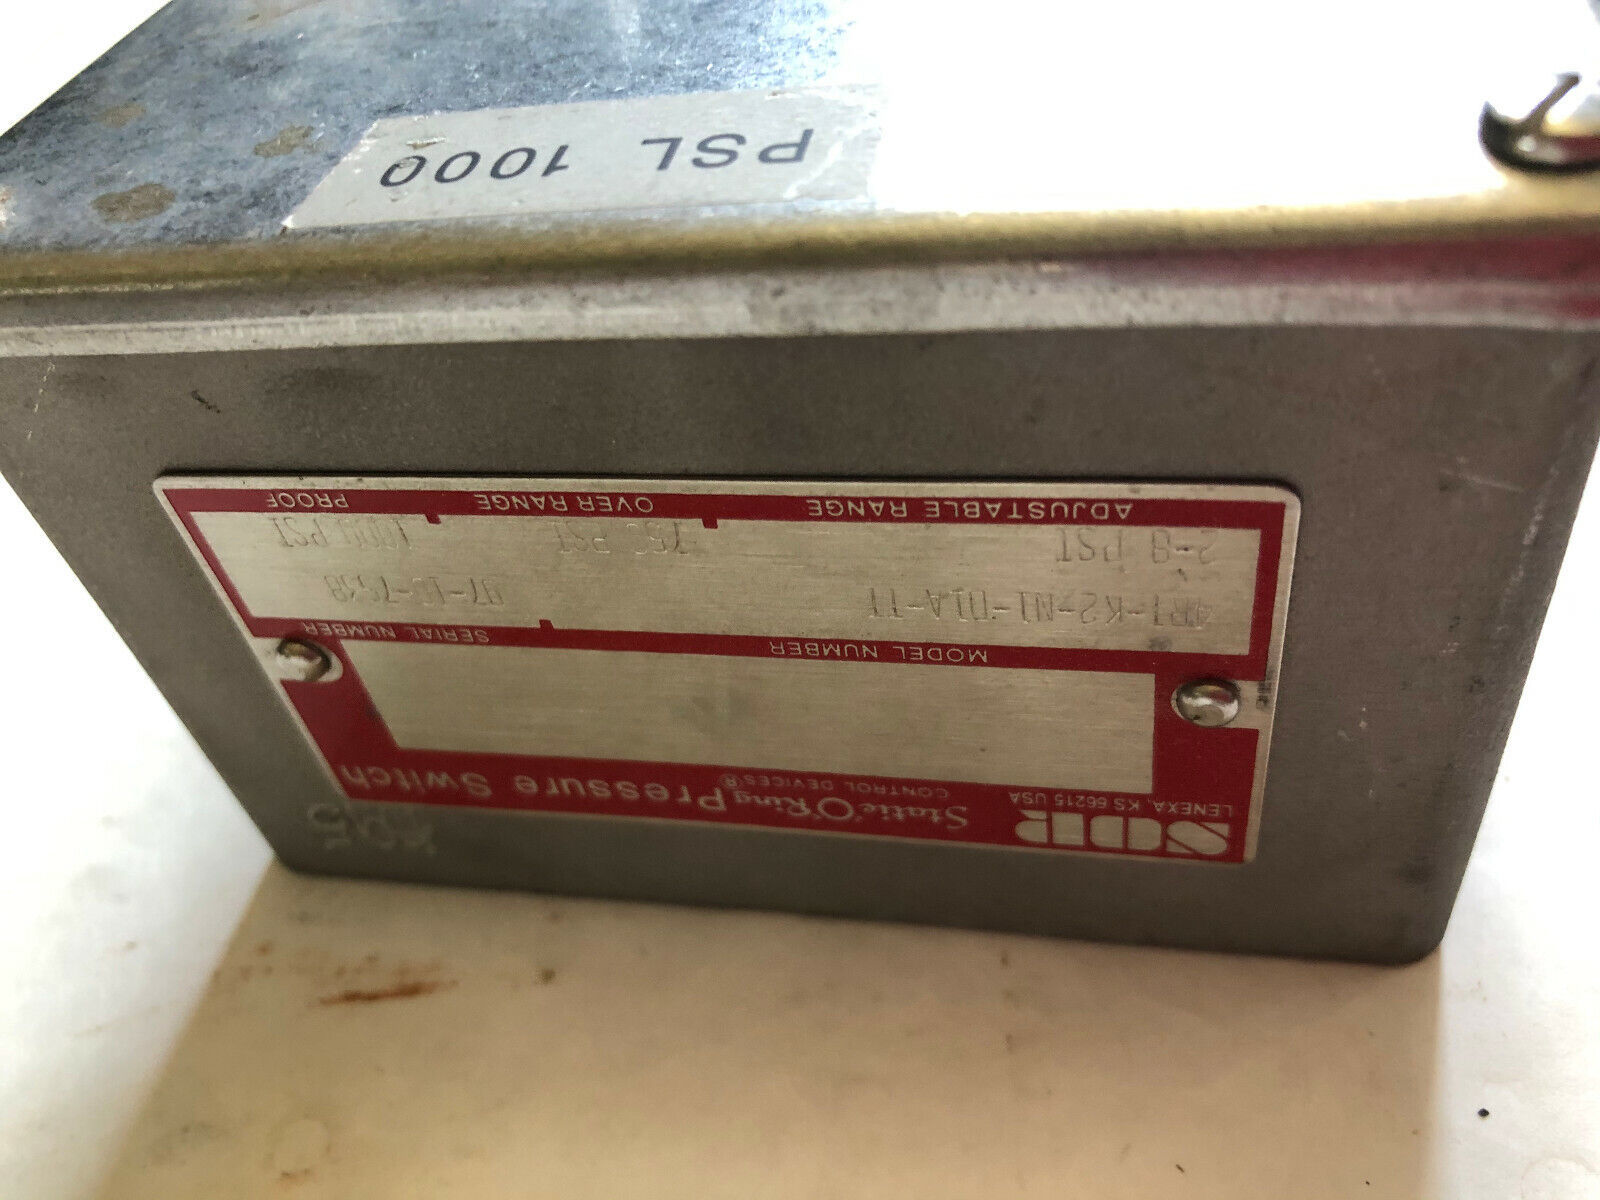 SOR Static "O" Ring Pressure Switch
LENEXA, KS 66215 USA CONTROL DEVICES®
MODEL NUMBER SERIAL NUMBER
2-8 PSI 750 PSI 1000 PSI
ADJUSTABLE RANGE OVER RANGE PROOF
PSL 1000